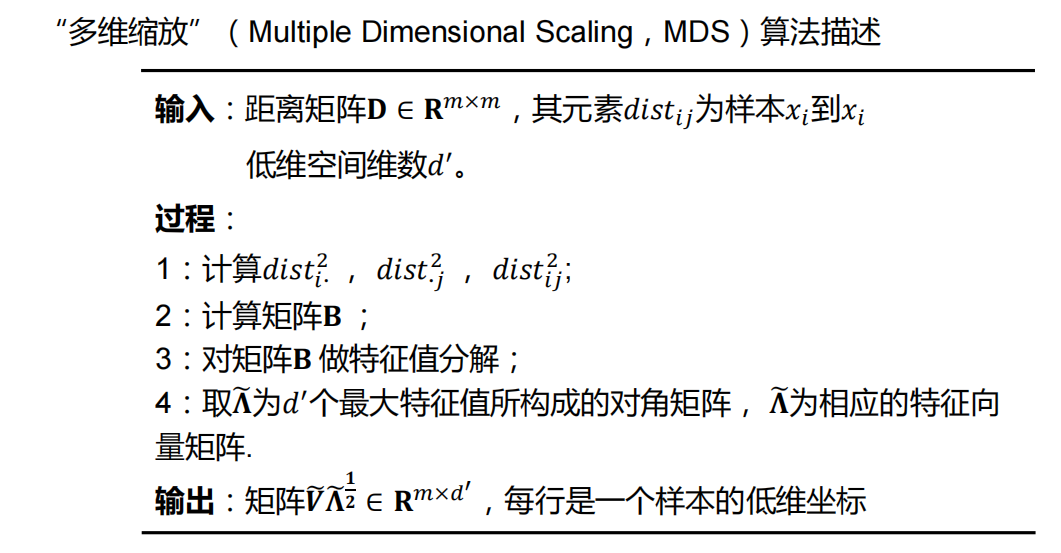 “多维缩放”（Multiple Dimensional Scaling，MDS）算法描述
输入：距离矩阵𝐃 ∈ 𝐑^{m×m}，其元素dist_{ij}为样本x_i到x_i
低维空间维数d′。
过程：
1：计算dist_{i·}^2，dist_{·j}^2，dist_{ij}^2;
2：计算矩阵𝐁；
3：对矩阵𝐁 做特征值分解；
4：取Λ̃为d′个最大特征值所构成的对角矩阵，Λ̃为相应的特征向
量矩阵.
输出：矩阵ṼΛ̃^{1/2} ∈ 𝐑^{m×d′}，每行是一个样本的低维坐标